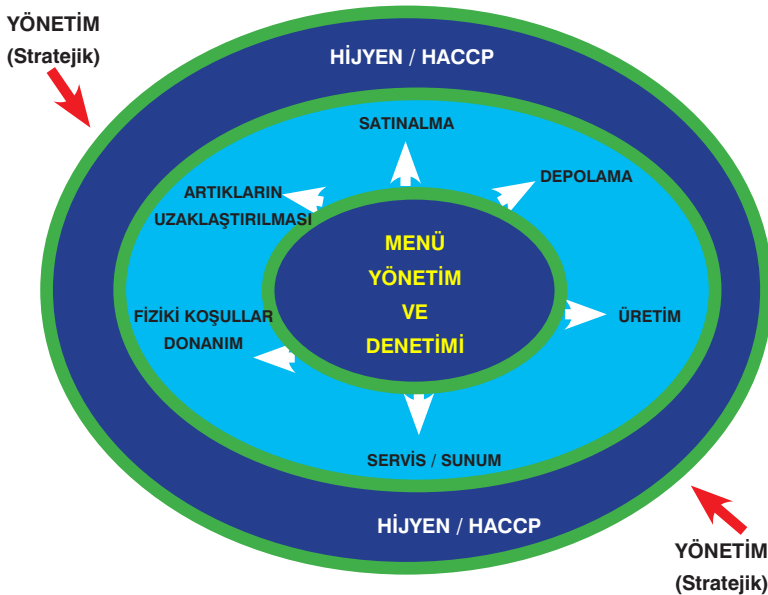 YÖNETİM
(Stratejik)
HİJYEN / HACCP
SATINALMA
DEPOLAMA
ARTIKLARIN
UZAKLAŞTIRILMASI
MENÜ
YÖNETİM
VE
DENETİMİ
FİZİKİ KOŞULLAR
DONANIM
ÜRETİM
SERVİS / SUNUM
HİJYEN / HACCP
YÖNETİM
(Stratejik)